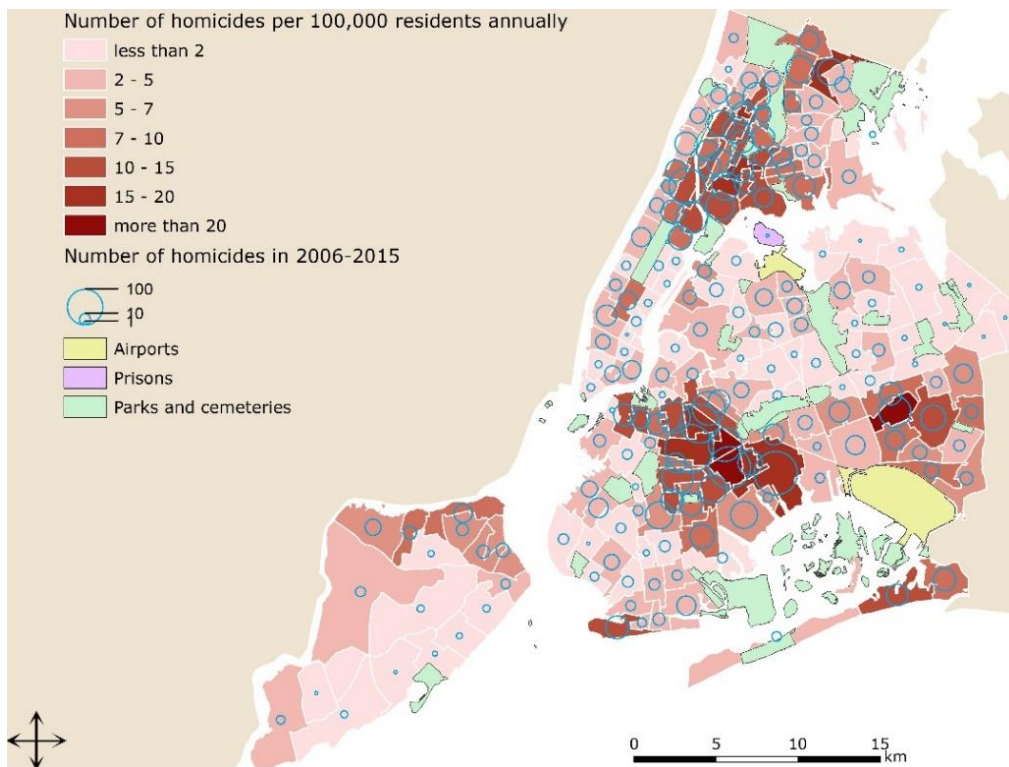 Number of homicides per 100,000 residents annually
less than 2
2 - 5
5 - 7
7 - 10
10 - 15
15 - 20
more than 20
Number of homicides in 2006-2015
100
10
1
Airports
Prisons
Parks and cemeteries
0 5 10 15
km